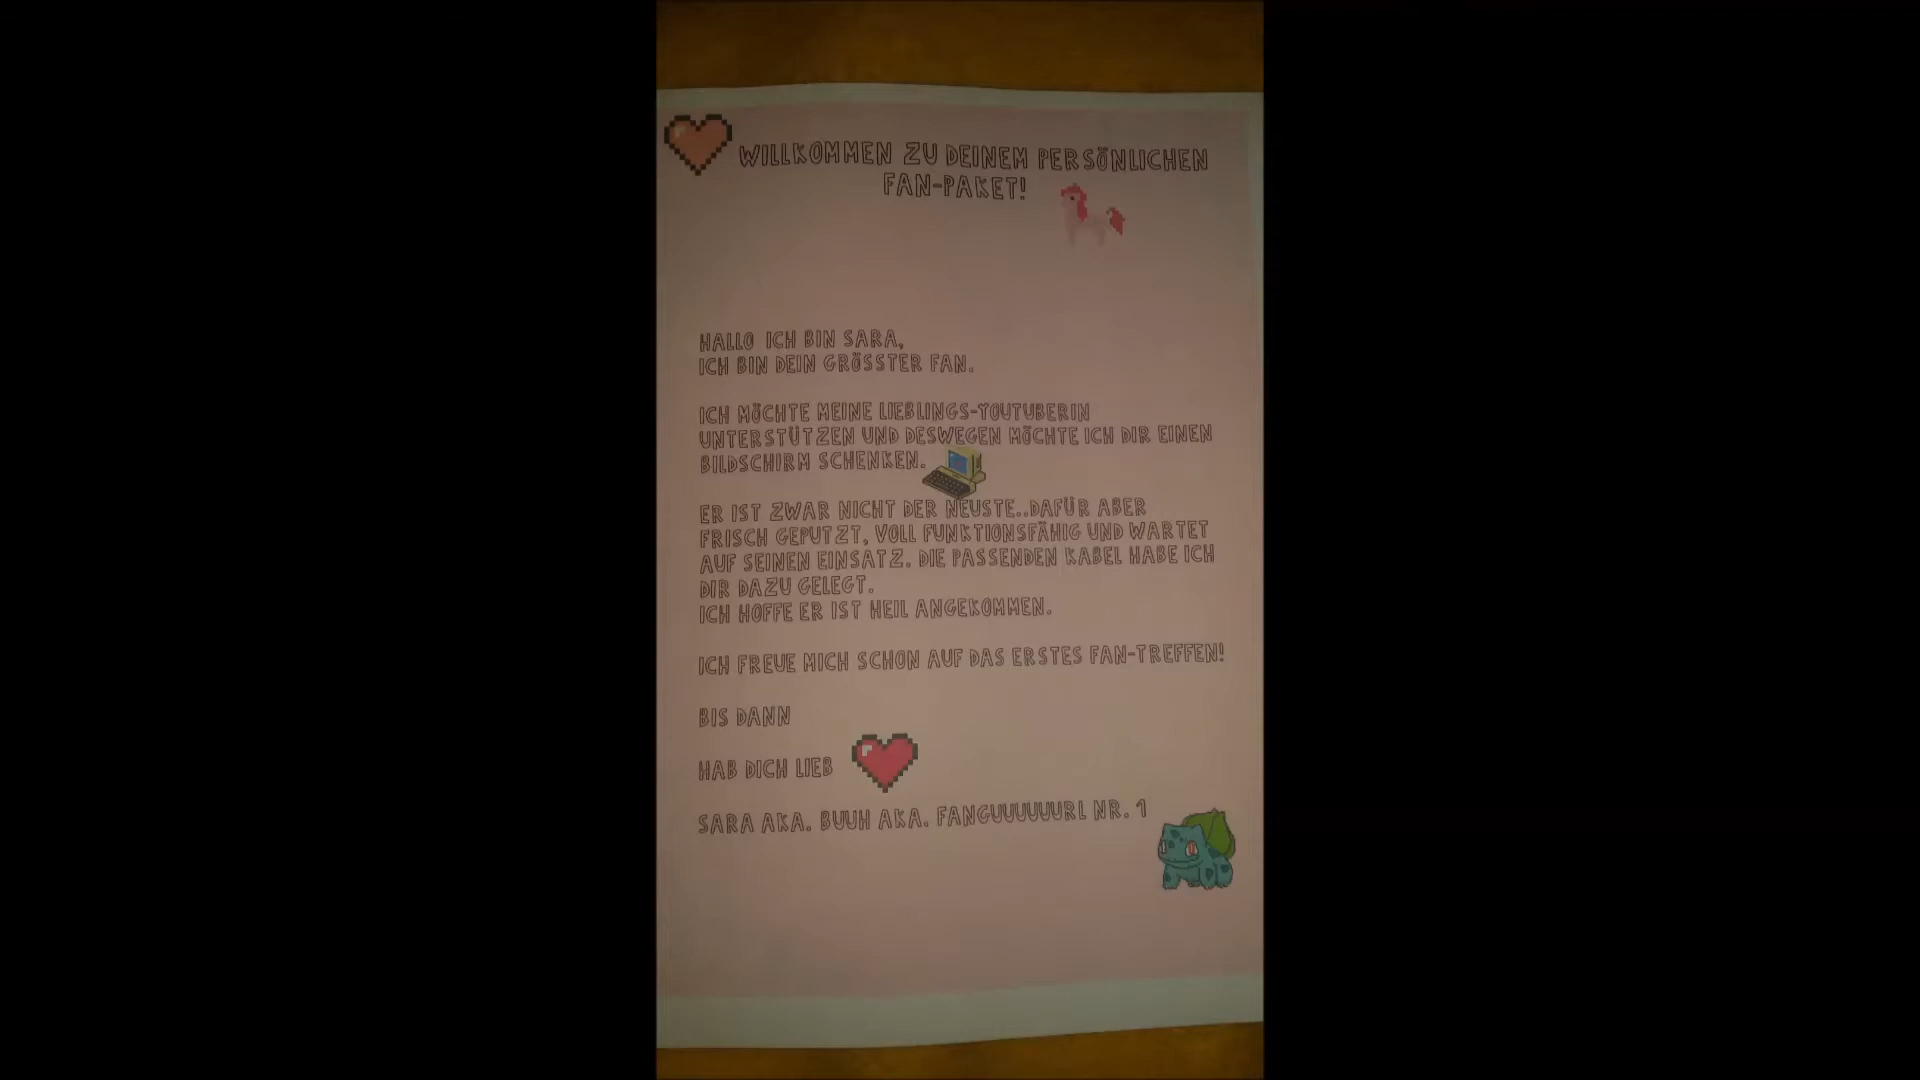 WILLKOMMEN ZU DEINEM PERSÖNLICHEN
FAN-PAKET!
HALLO ICH BIN SARA,
ICH BIN DEIN GRÖSSTER FAN.
ICH MÖCHTE MEINE LIEBLINGS-YOUTUBERIN
UNTERSTÜTZEN UND DESWEGEN MÖCHTE ICH DIR EINEN
BILDSCHIRM SCHENKEN.
ER IST ZWAR NICHT DER NEUSTE..DAFÜR ABER
FRISCH GEPUTZT, VOLL FUNKTIONSFÄHIG UND WARTET
AUF SEINEN EINSATZ. DIE PASSENDEN KABEL HABE ICH
DIR DAZU GELEGT.
ICH HOFFE ER IST HEIL ANGEKOMMEN.
ICH FREUE MICH SCHON AUF DAS ERSTES FAN-TREFFEN!
BIS DANN
HAB DICH LIEB
SARA AKA. BUUH AKA. FANGUUUUUURL NR. 1